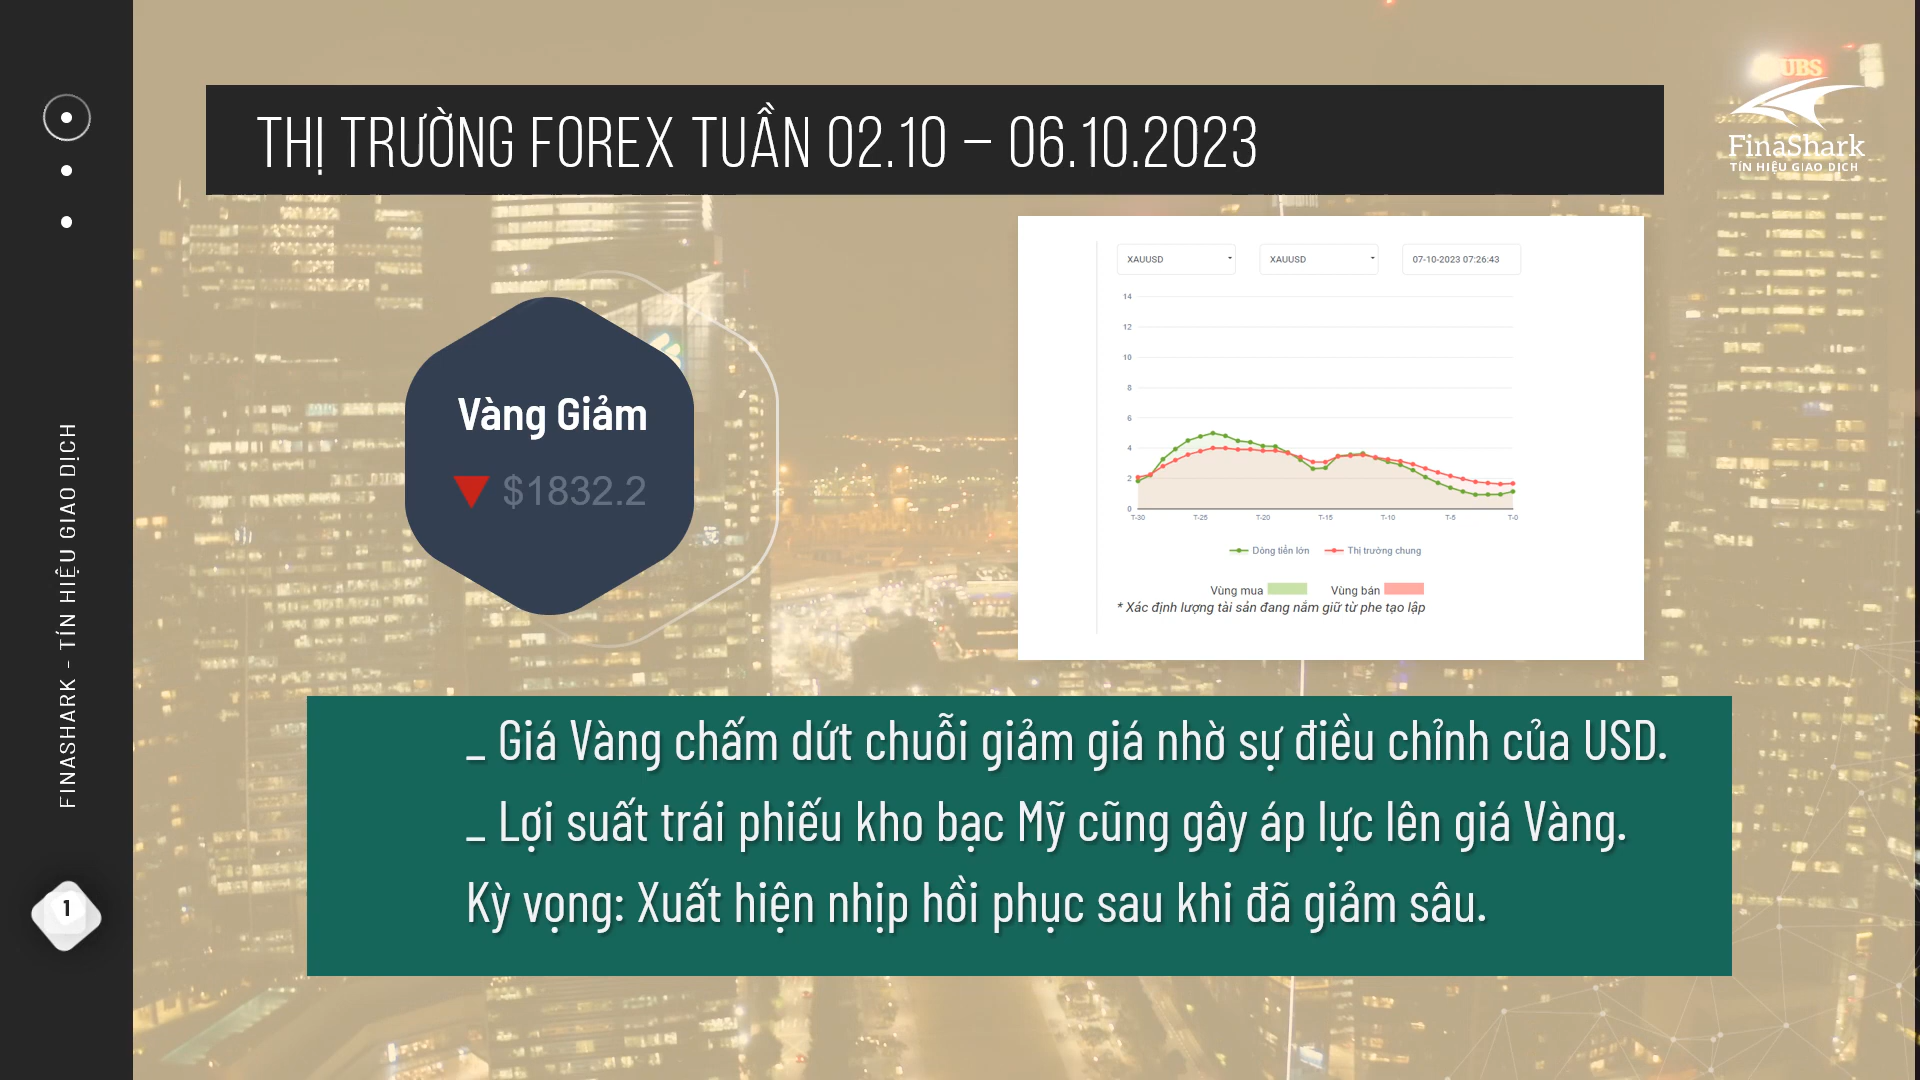 THỊ TRƯỜNG FOREX TUẦN 02.10 – 06.10.2023
UBS
FinaShark
TÍN HIỆU GIAO DỊCH
FINASHARK - TÍN HIỆU GIAO DỊCH
1
Vàng Giảm
$1832.2
XAUUSD
XAUUSD
07-10-2023 07:26:43
14
12
10
8
6
4
2
0
T-30 T-25 T-20 T-15 T-10 T-5 T-0
Dòng tiền lớn Thị trường chung
Vùng mua Vùng bán
* Xác định lượng tài sản đang nắm giữ từ phe tạo lập
_ Giá Vàng chấm dứt chuỗi giảm giá nhờ sự điều chỉnh của USD.
_ Lợi suất trái phiếu kho bạc Mỹ cũng gây áp lực lên giá Vàng.
Kỳ vọng: Xuất hiện nhịp hồi phục sau khi đã giảm sâu.